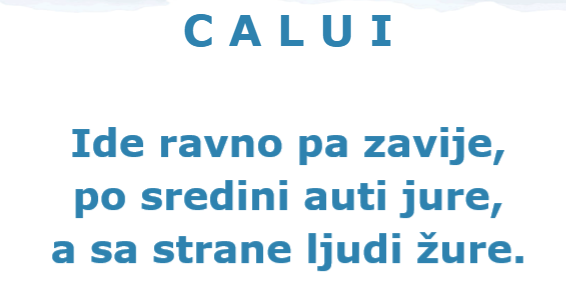 C A L U I
Ide ravno pa zavije,
po sredini auti jure,
a sa strane ljudi žure.